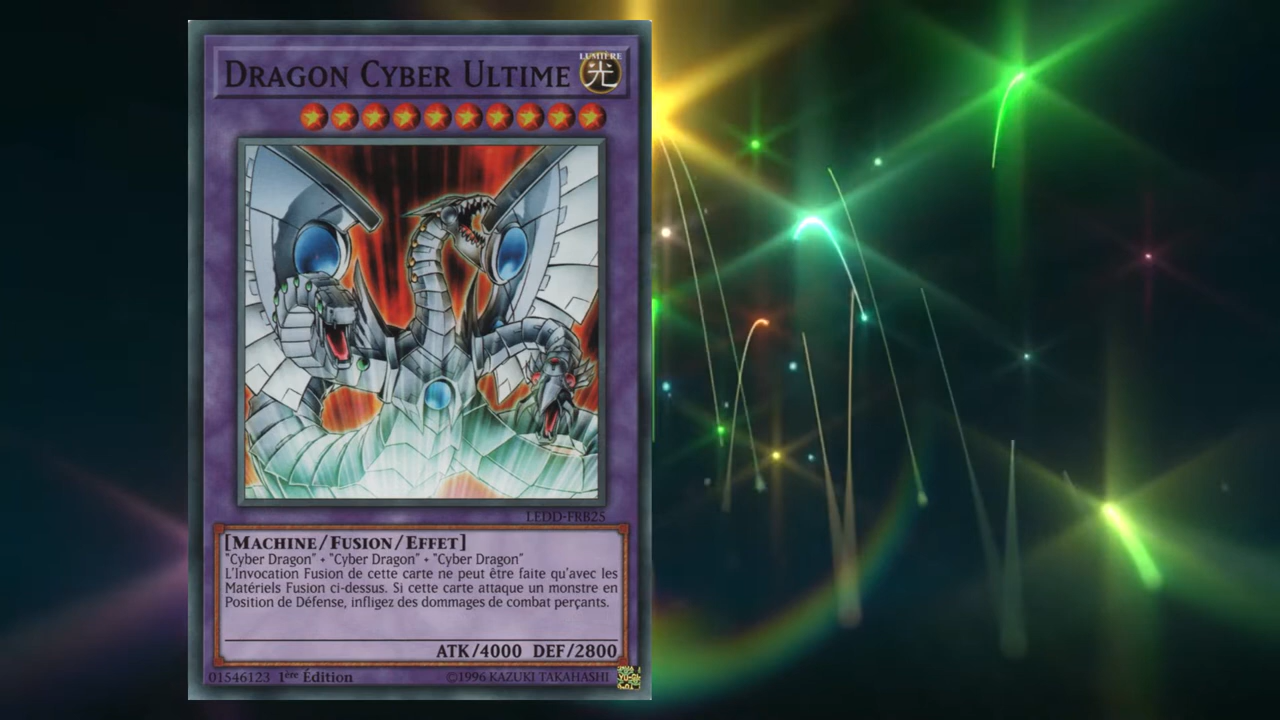 DRAGON CYBER ULTIME
LUMIÈRE
光
LEDD-FRB25
[MACHINE/FUSION/EFFET]
"Cyber Dragon" + "Cyber Dragon" + "Cyber Dragon"
L'Invocation Fusion de cette carte ne peut être faite qu'avec les
Matériels Fusion ci-dessus. Si cette carte attaque un monstre en
Position de Défense, infligez des dommages de combat perçants.
ATK/4000 DEF/2800
01546123 1ère Édition ©1996 KAZUKI TAKAHASHI